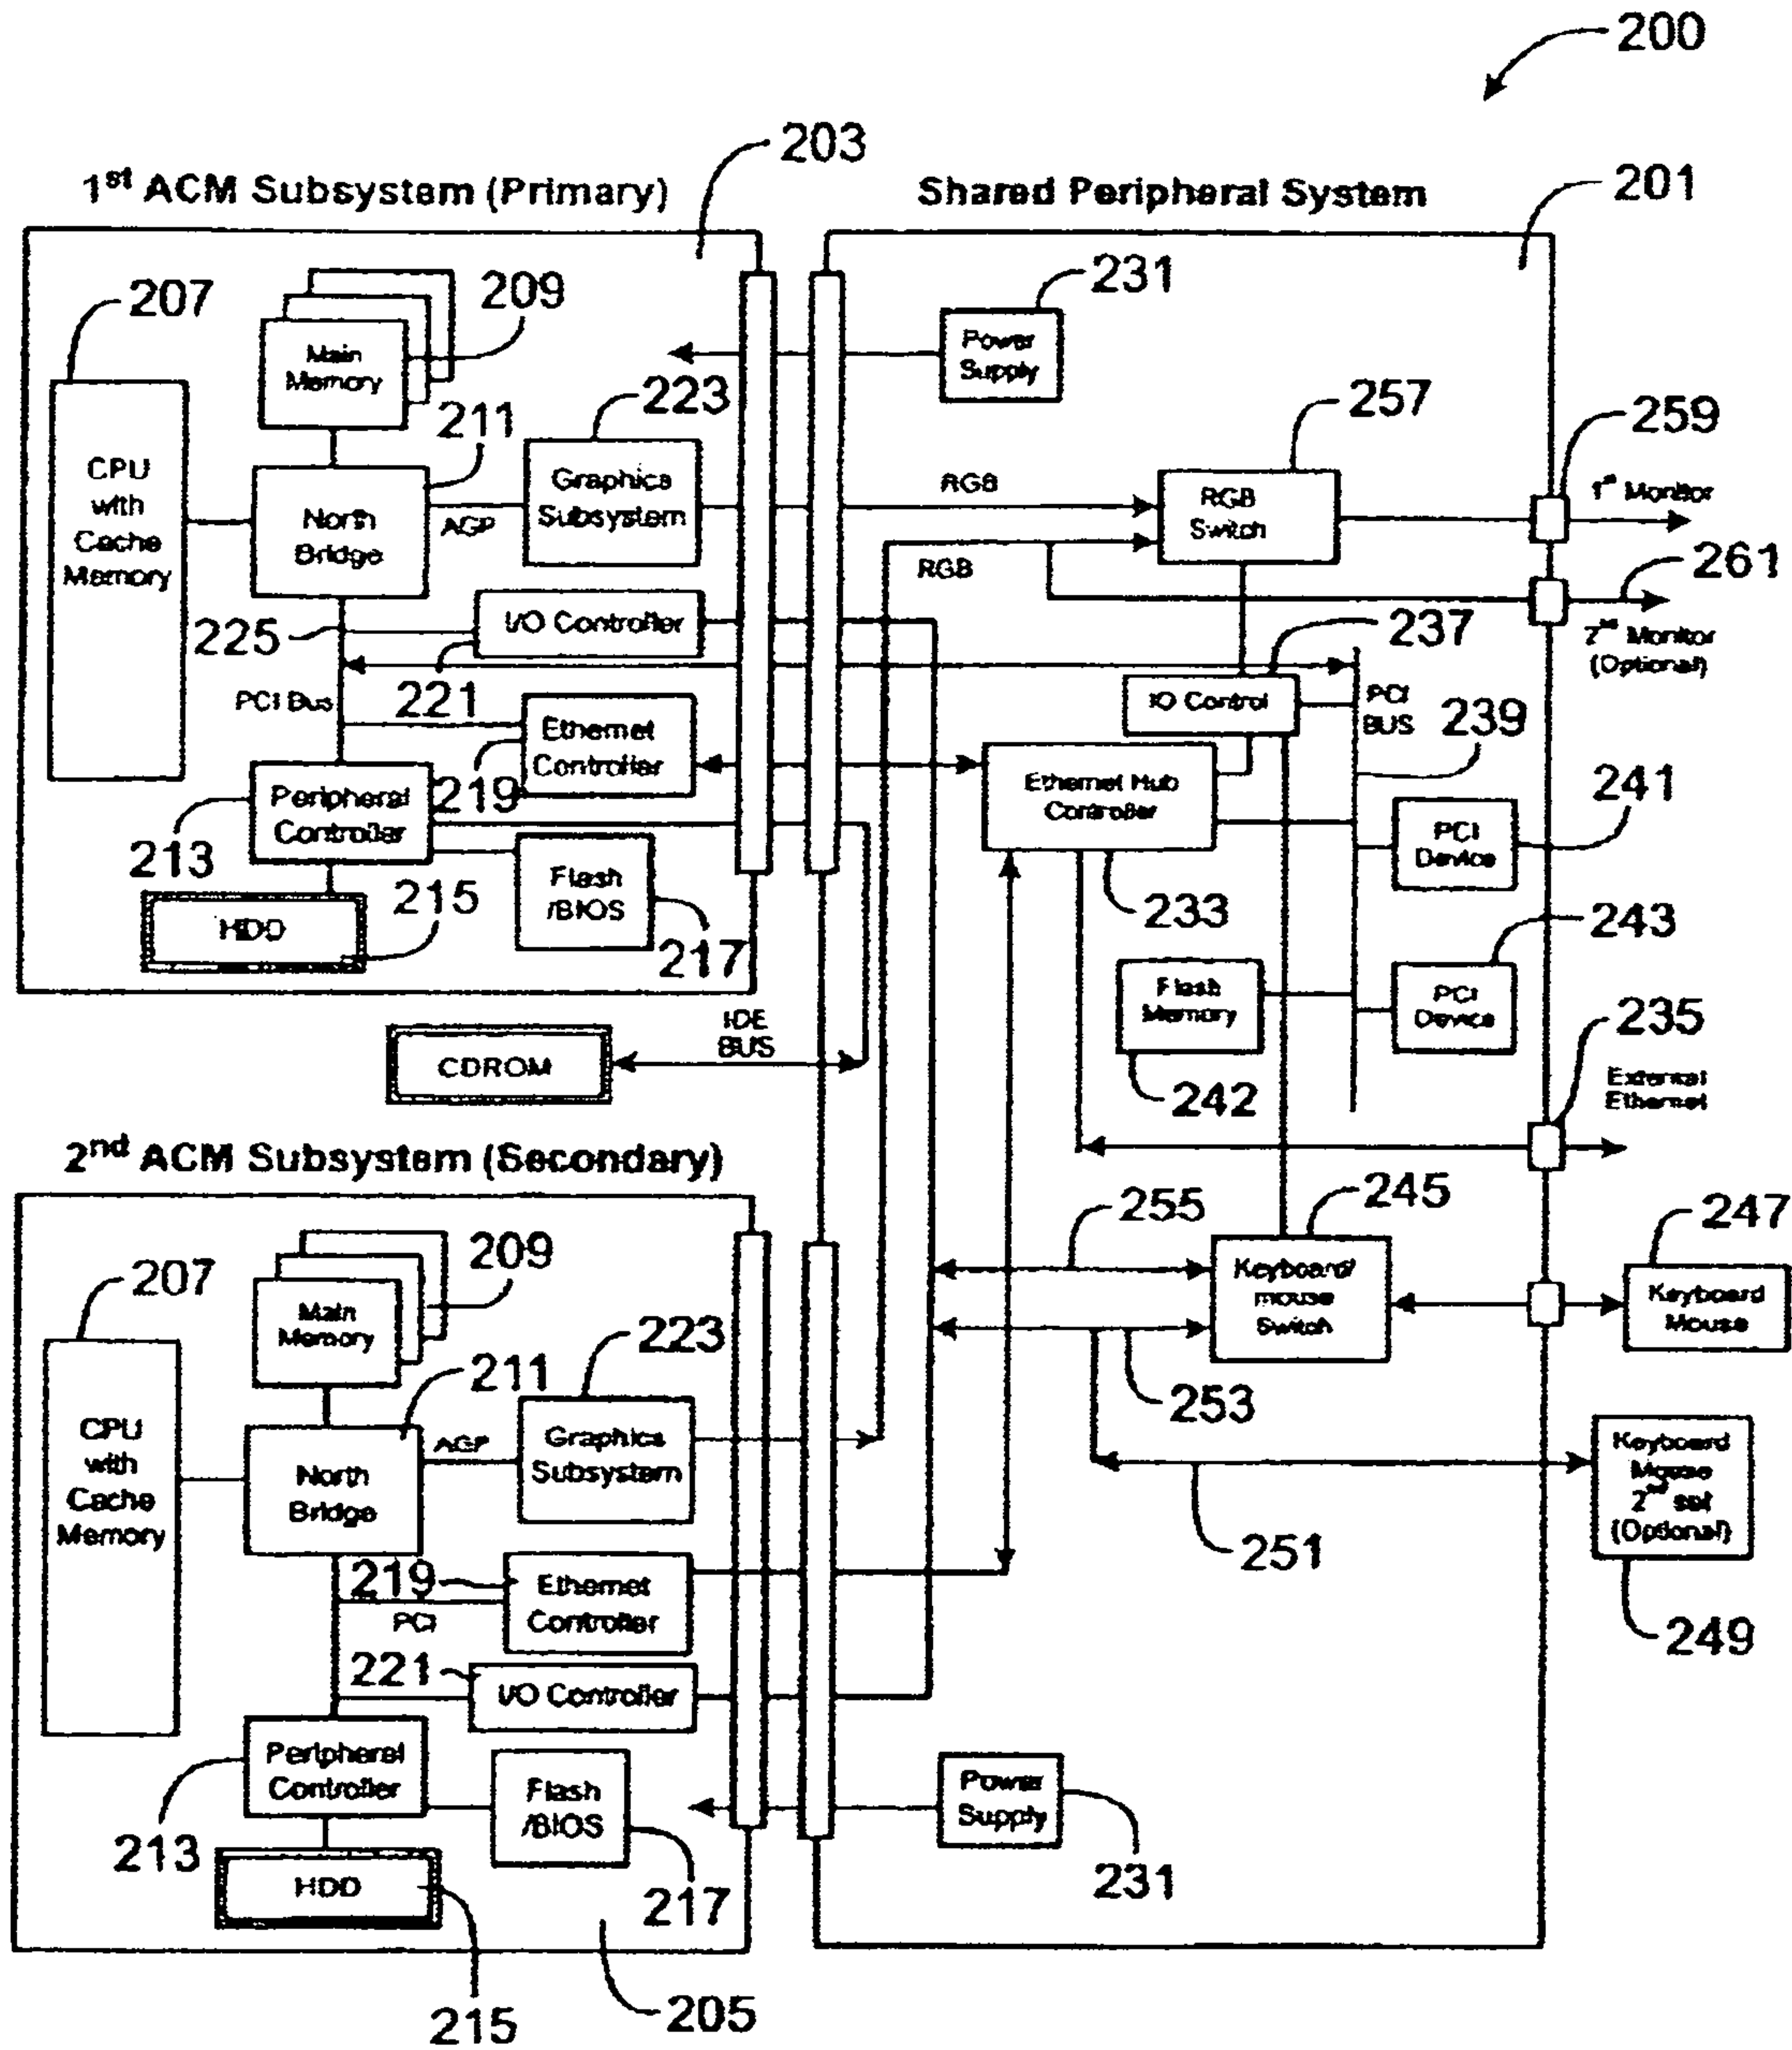 200
203
1st ACM Subsystem (Primary)
Shared Peripheral System
201
207
209
231
Main
Memory
Power
Supply
223
257
259
211
CPU
with
Cache
Memory
North
Bridge
AGP
Graphics
Subsystem
RGB
RGB
Switch
1st Monitor
RGB
261
2nd Monitor
(Optional)
225
I/O Controller
237
221
PCI Bus
IO Control
PCI
BUS
239
Ethernet
Controller
219
Ethernet Hub
Controller
241
Peripheral
Controller
PCI
Device
213
215
Flash
/BIOS
233
243
HDD
217
Flash
Memory
PCI
Device
235
IDE
BUS
CDROM
242
External
Ethernet
2nd ACM Subsystem (Secondary)
255
245
247
207
209
Main
Memory
Keyboard/
mouse
Switch
Keyboard
Mouse
223
211
253
CPU
with
Cache
Memory
North
Bridge
AGP
Graphics
Subsystem
Keyboard
Mouse
2nd set
(Optional)
251
219
PCI
Ethernet
Controller
249
221
I/O Controller
Peripheral
Controller
Flash
/BIOS
Power
Supply
213
HDD
217
231
215
205